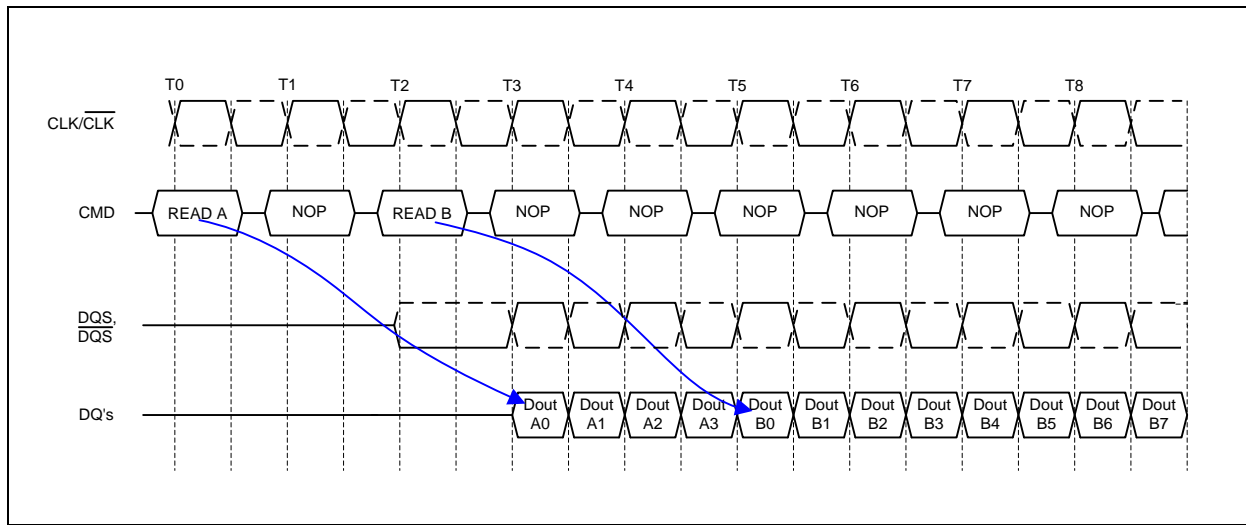 T0 T1 T2 T3 T4 T5 T6 T7 T8
CLK/CLK
CMD READ A NOP READ B NOP NOP NOP NOP NOP NOP
DQS,
DQS
DQ's Dout Dout Dout Dout Dout Dout Dout Dout Dout Dout Dout Dout
A0 A1 A2 A3 B0 B1 B2 B3 B4 B5 B6 B7